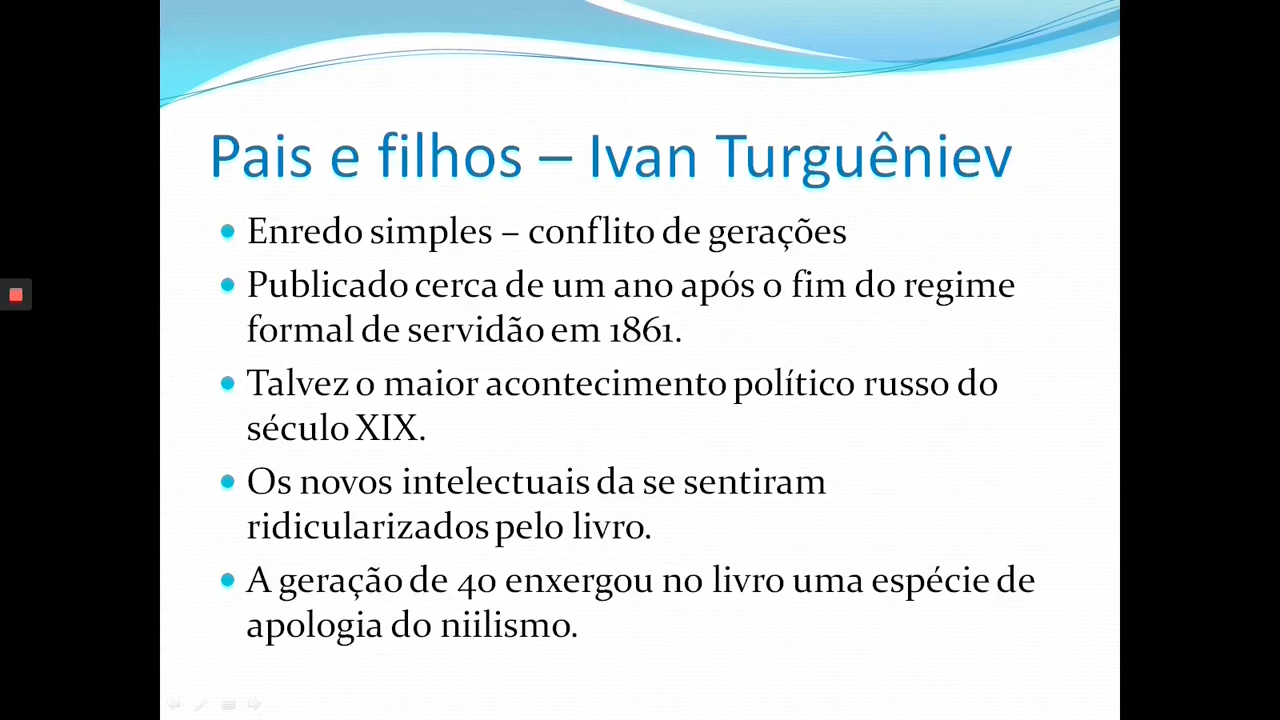 Pais e filhos – Ivan Turguêniev
• Enredo simples – conflito de gerações
• Publicado cerca de um ano após o fim do regime
formal de servidão em 1861.
• Talvez o maior acontecimento político russo do
século XIX.
• Os novos intelectuais da se sentiram
ridicularizados pelo livro.
• A geração de 40 enxergou no livro uma espécie de
apologia do niilismo.